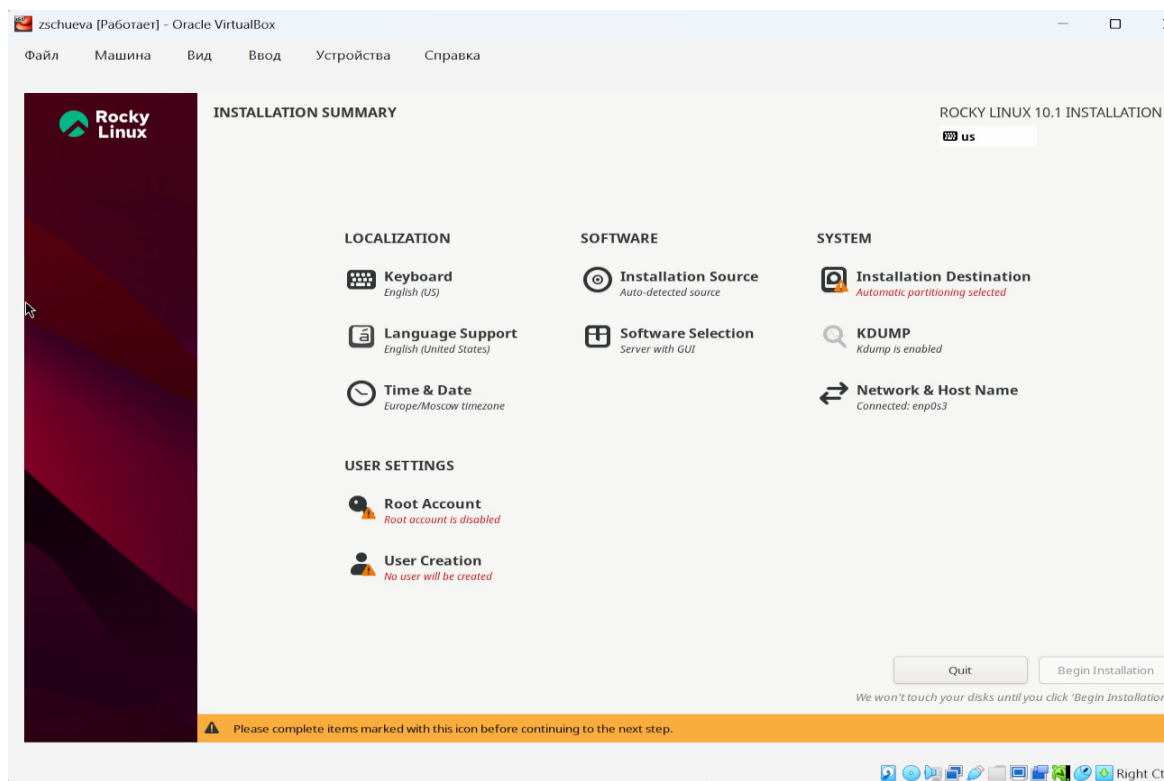 zschueva [Работает] - Oracle VirtualBox
Файл Машина Вид Ввод Устройства Справка
Rocky Linux
INSTALLATION SUMMARY
ROCKY LINUX 10.1 INSTALLATION
us
LOCALIZATION
Keyboard
English (US)
Language Support
English (United States)
Time & Date
Europe/Moscow timezone
SOFTWARE
Installation Source
Auto-detected source
Software Selection
Server with GUI
SYSTEM
Installation Destination
Automatic partitioning selected
KDUMP
Kdump is enabled
Network & Host Name
Connected: enp0s3
USER SETTINGS
Root Account
Root account is disabled
User Creation
No user will be created
Quit
Begin Installation
We won't touch your disks until you click 'Begin Installation
Please complete items marked with this icon before continuing to the next step.
Right Ct